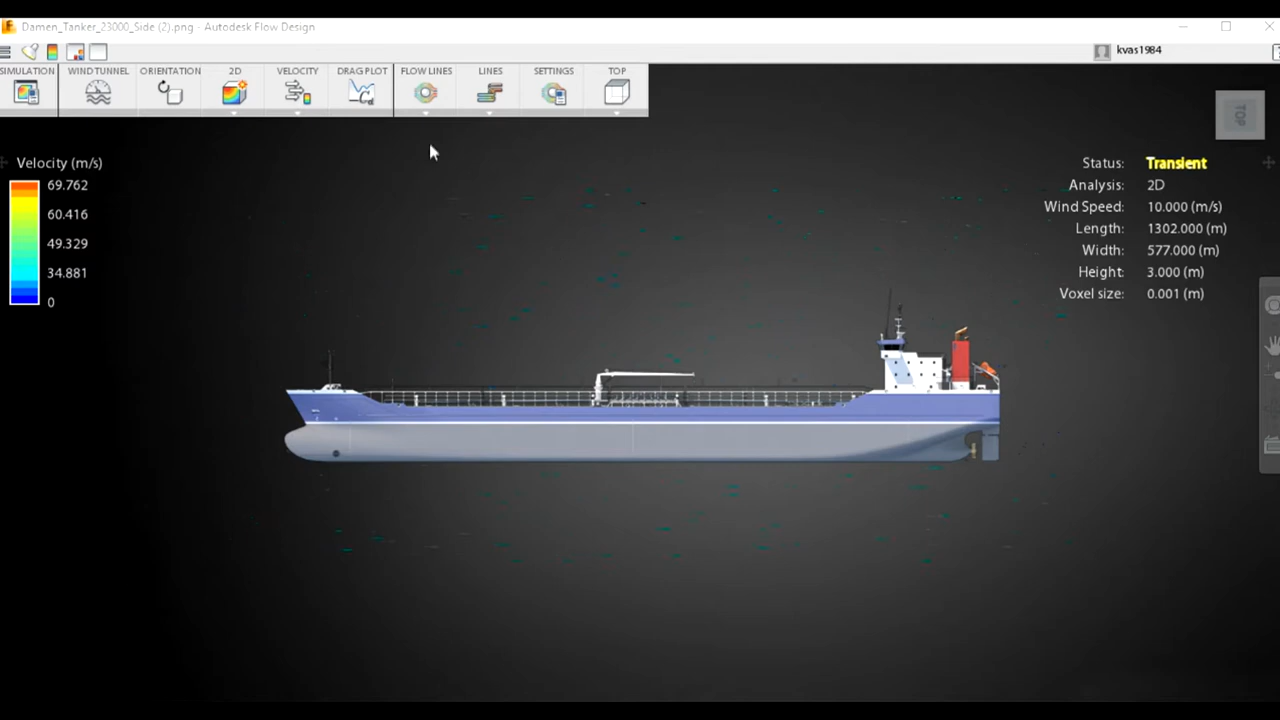 Damen_Tanker_23000_Side (2).png - Autodesk Flow Design
kvas1984
SIMULATION WIND TUNNEL ORIENTATION 2D VELOCITY DRAG PLOT FLOW LINES LINES SETTINGS TOP
TOP
Velocity (m/s)
69.762
60.416
49.329
34.881
0
Status: Transient
Analysis: 2D
Wind Speed: 10.000 (m/s)
Length: 1302.000 (m)
Width: 577.000 (m)
Height: 3.000 (m)
Voxel size: 0.001 (m)